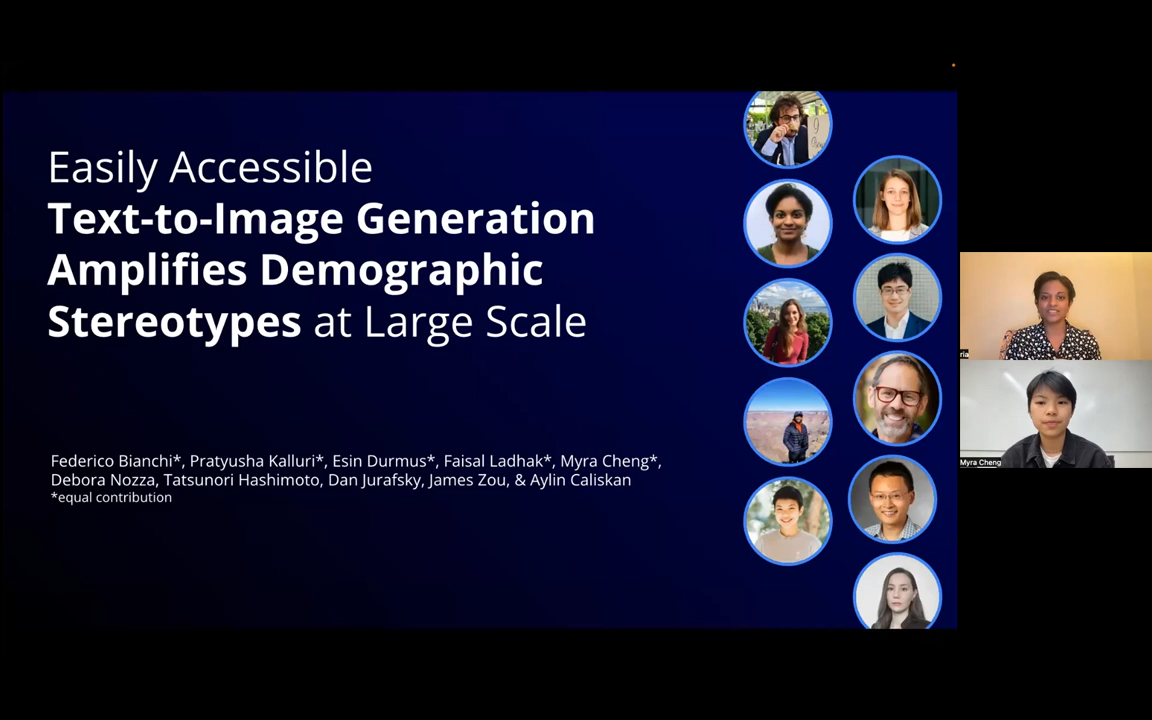 Easily Accessible
Text-to-Image Generation
Amplifies Demographic
Stereotypes at Large Scale
Federico Bianchi*, Pratyusha Kalluri*, Esin Durmus*, Faisal Ladhak*, Myra Cheng*,
Debora Nozza, Tatsunori Hashimoto, Dan Jurafsky, James Zou, & Aylin Caliskan
*equal contribution
ria
Myra Cheng